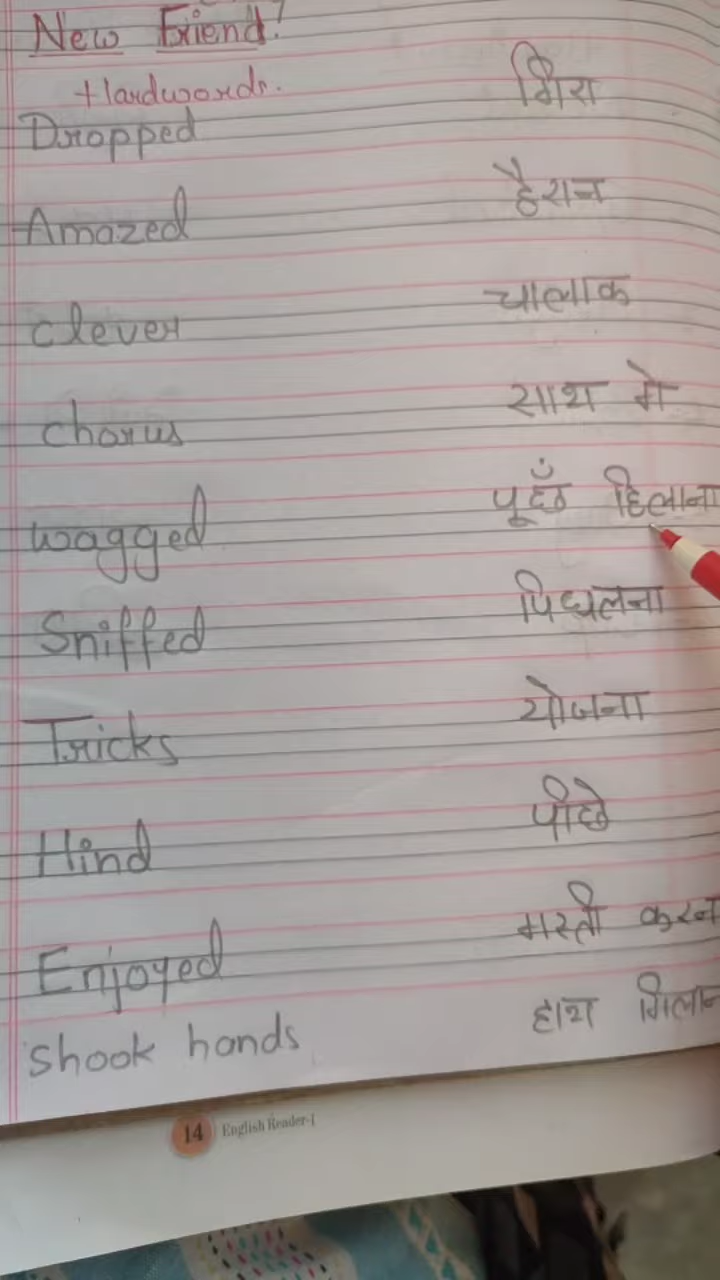 New Friend!
Hardwords.
Dropped गिरा
Amazed हैरान
clever चालाक
chorus साथ मे
wagged पूँछ हिलाना
Sniffed पिघलना
Tricks योजना
Hind पीछे
Enjoyed मस्ती करन
Shook hands हाथ मिलान
14 English Reader-1